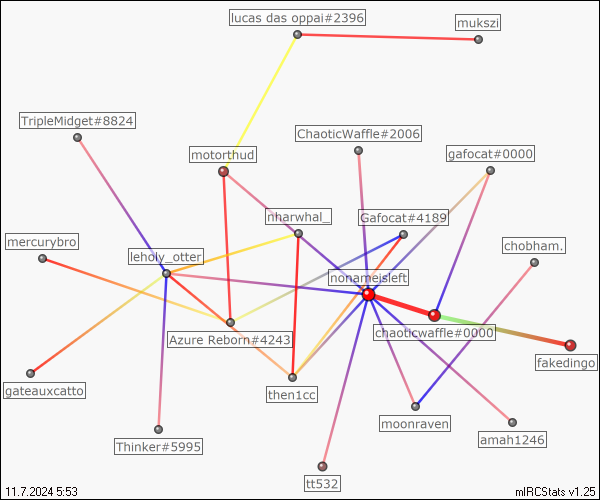 lucas das oppai#2396
mukszi
TripleMidget#8824
ChaoticWaffle#2006
motorthud
gafocat#0000
nharwhal_
Gafocat#4189
mercurybro
leholy_otter
chobham.
nonameisleft
Azure Reborn#4243
chaoticwaffle#0000
fakedingo
gateauxcatto
then1cc
moonraven
Thinker#5995
amah1246
tt532
11.7.2024 5:53
mIRCStats v1.25